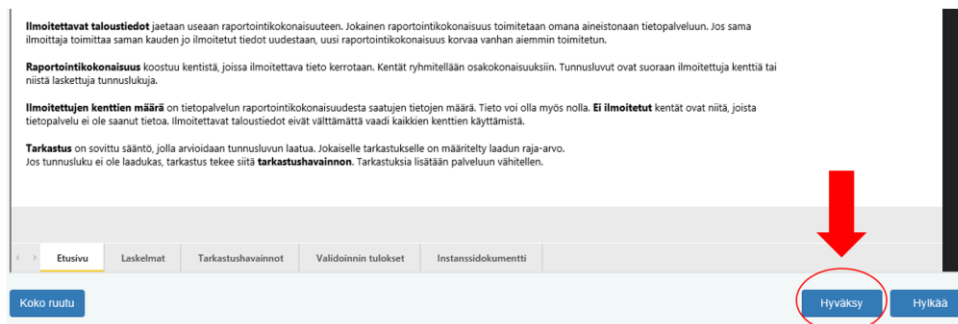 Ilmoitettavat taloustiedot jaetaan useaan raportointikokonaisuuteen. Jokainen raportointikokonaisuus toimitetaan omana aineistonaan tietopalveluun. Jos sama
ilmoittaja toimittaa saman kauden jo ilmoitetut tiedot uudestaan, uusi raportointikokonaisuus korvaa vanhan aiemmin toimitetun.
Raportointikokonaisuus koostuu kentistä, joissa ilmoitettava tieto kerrotaan. Kentät ryhmitellään osakokonaisuuksiin. Tunnusluvut ovat suoraan ilmoitettuja kenttiä tai
niistä laskettuja tunnuslukuja.
Ilmoitettujen kenttien määrä on tietopalvelun raportointikokonaisuudesta saatujen tietojen määrä. Tieto voi olla myös nolla. Ei ilmoitetut kentät ovat niitä, joista
tietopalvelu ei ole saanut tietoa. Ilmoitettavat taloustiedot eivät välttämättä vaadi kaikkien kenttien käyttämistä.
Tarkastus on sovittu sääntö, jolla arvioidaan tunnusluvun laatua. Jokaiselle tarkastukselle on määritelty laadun raja-arvo.
Jos tunnusluku ei ole laadukas, tarkastus tekee siitä tarkastushavainnon. Tarkastuksia lisätään palveluun vähitellen.
Etusivu Laskelmat Tarkastushavainnot Validoinnin tulokset Instanssidokumentti
Koko ruutu Hyväksy Hylkää